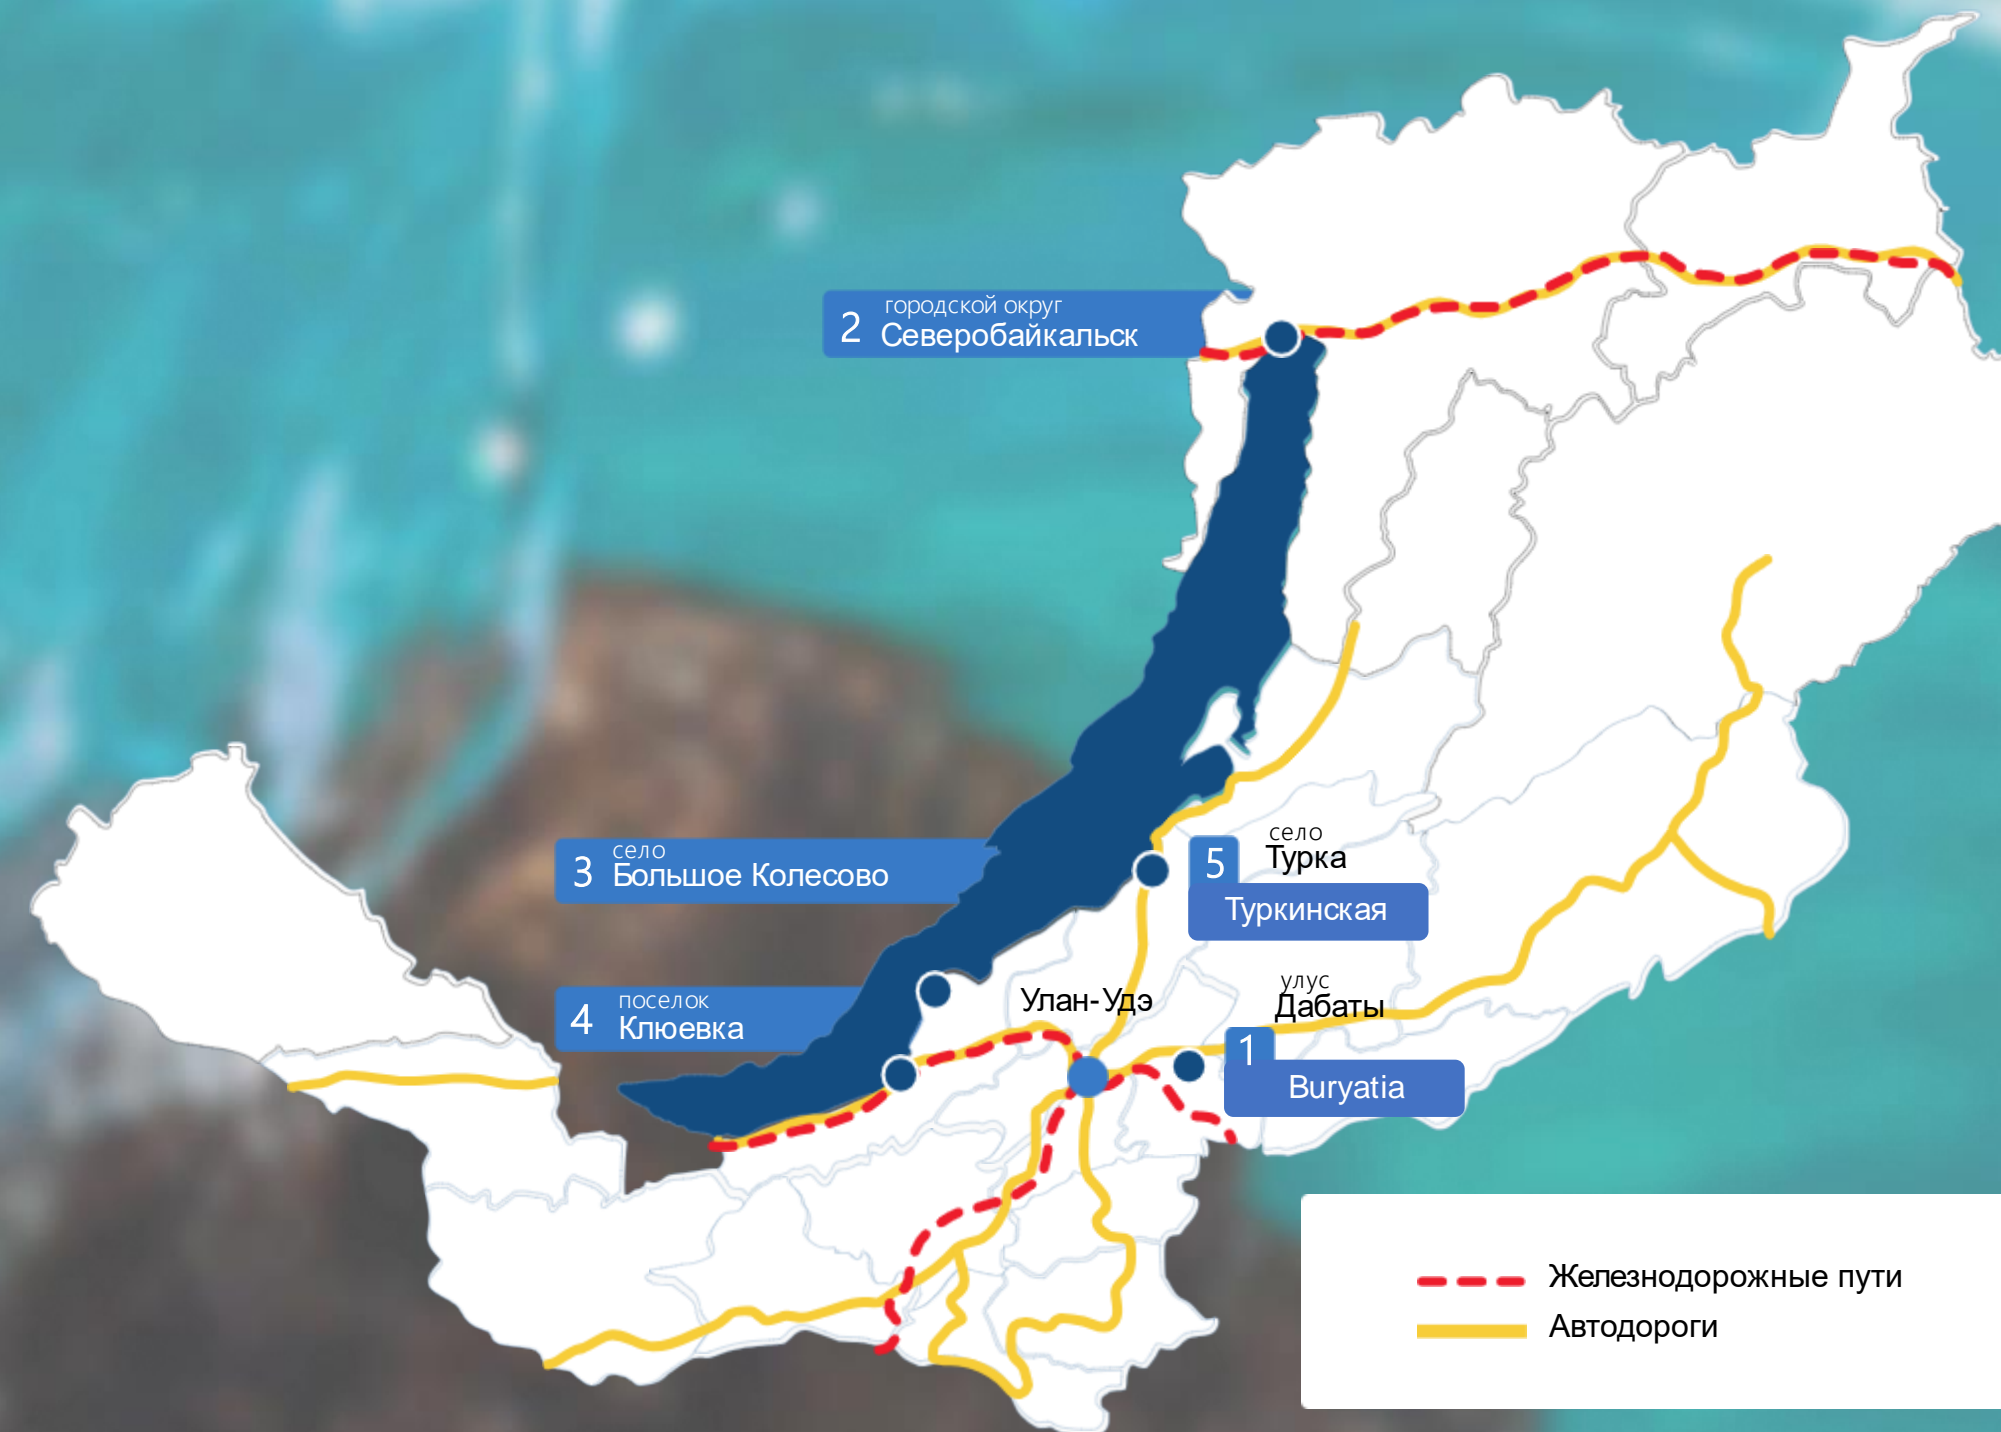 2
городской округ
Северобайкальск
3
село
Большое Колесово
5
село
Турка
Туркинская
4
поселок
Клюевка
Улан-Удэ
улус
Дабаты
1
Buryatia
Железнодорожные пути
Автодороги